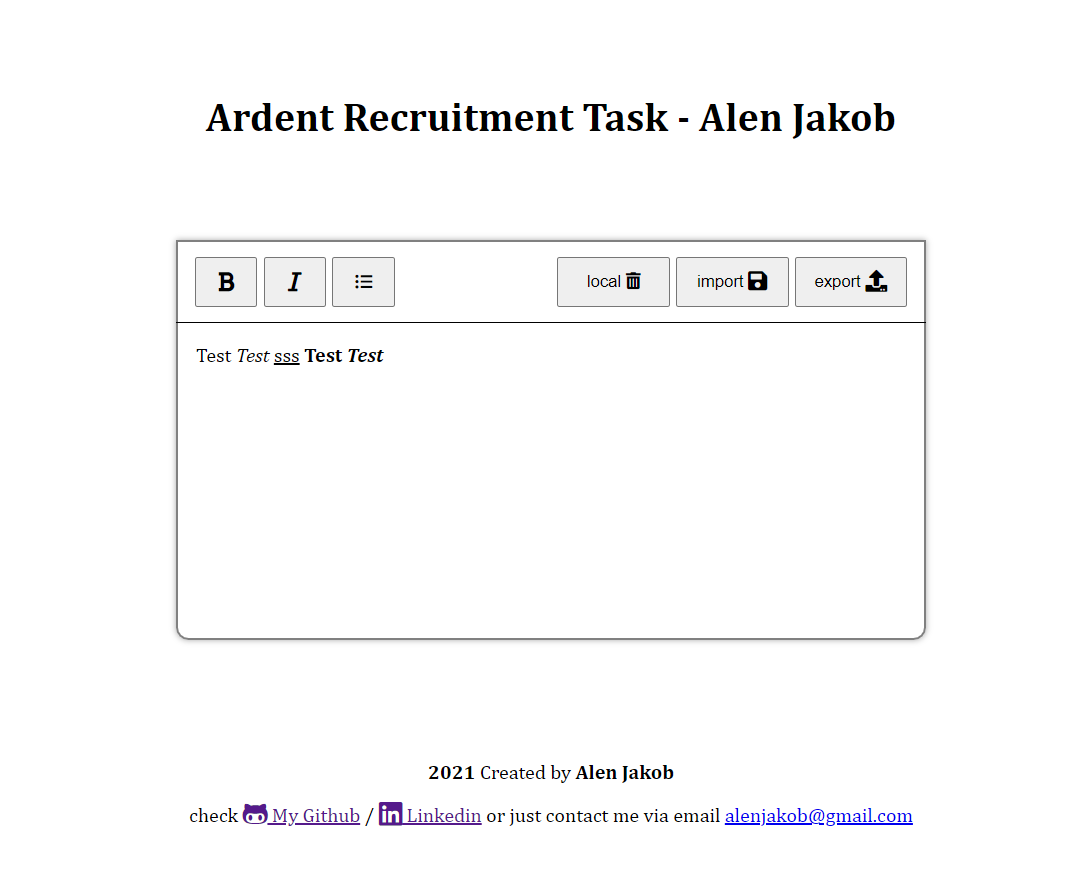 Ardent Recruitment Task - Alen Jakob
B I local import export
Test Test sss Test Test
2021 Created by Alen Jakob
check My Github / in Linkedin or just contact me via email alenjakob@gmail.com